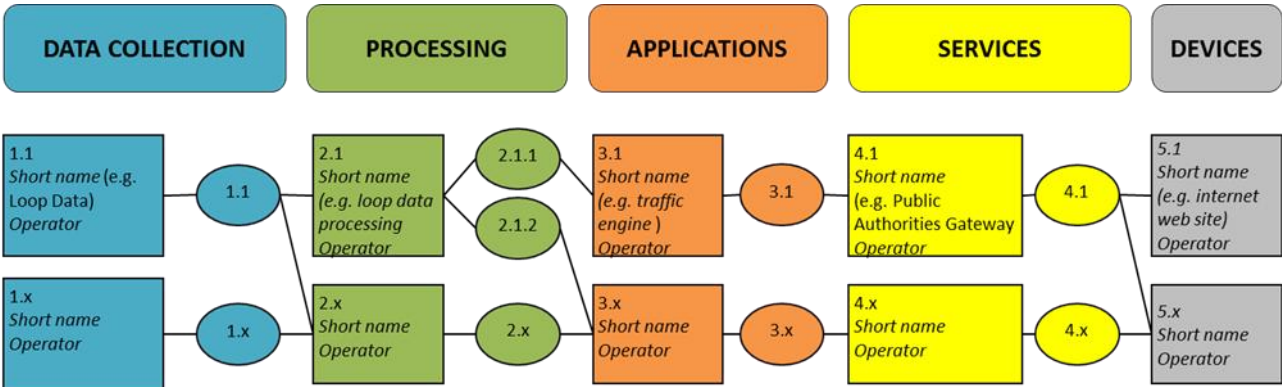 DATA COLLECTION
PROCESSING
APPLICATIONS
SERVICES
DEVICES
1.1
Short name (e.g.
Loop Data)
Operator
1.1
2.1
Short name
(e.g. loop data
processing
Operator
2.1.1
2.1.2
3.1
Short name
(e.g. traffic
engine )
Operator
3.1
4.1
Short name
(e.g. Public
Authorities Gateway
Operator
4.1
5.1
Short name
(e.g. internet
web site)
Operator
1.x
Short name
Operator
1.x
2.x
Short name
Operator
2.x
3.x
Short name
Operator
3.x
4.x
Short name
Operator
4.x
5.x
Short name
Operator